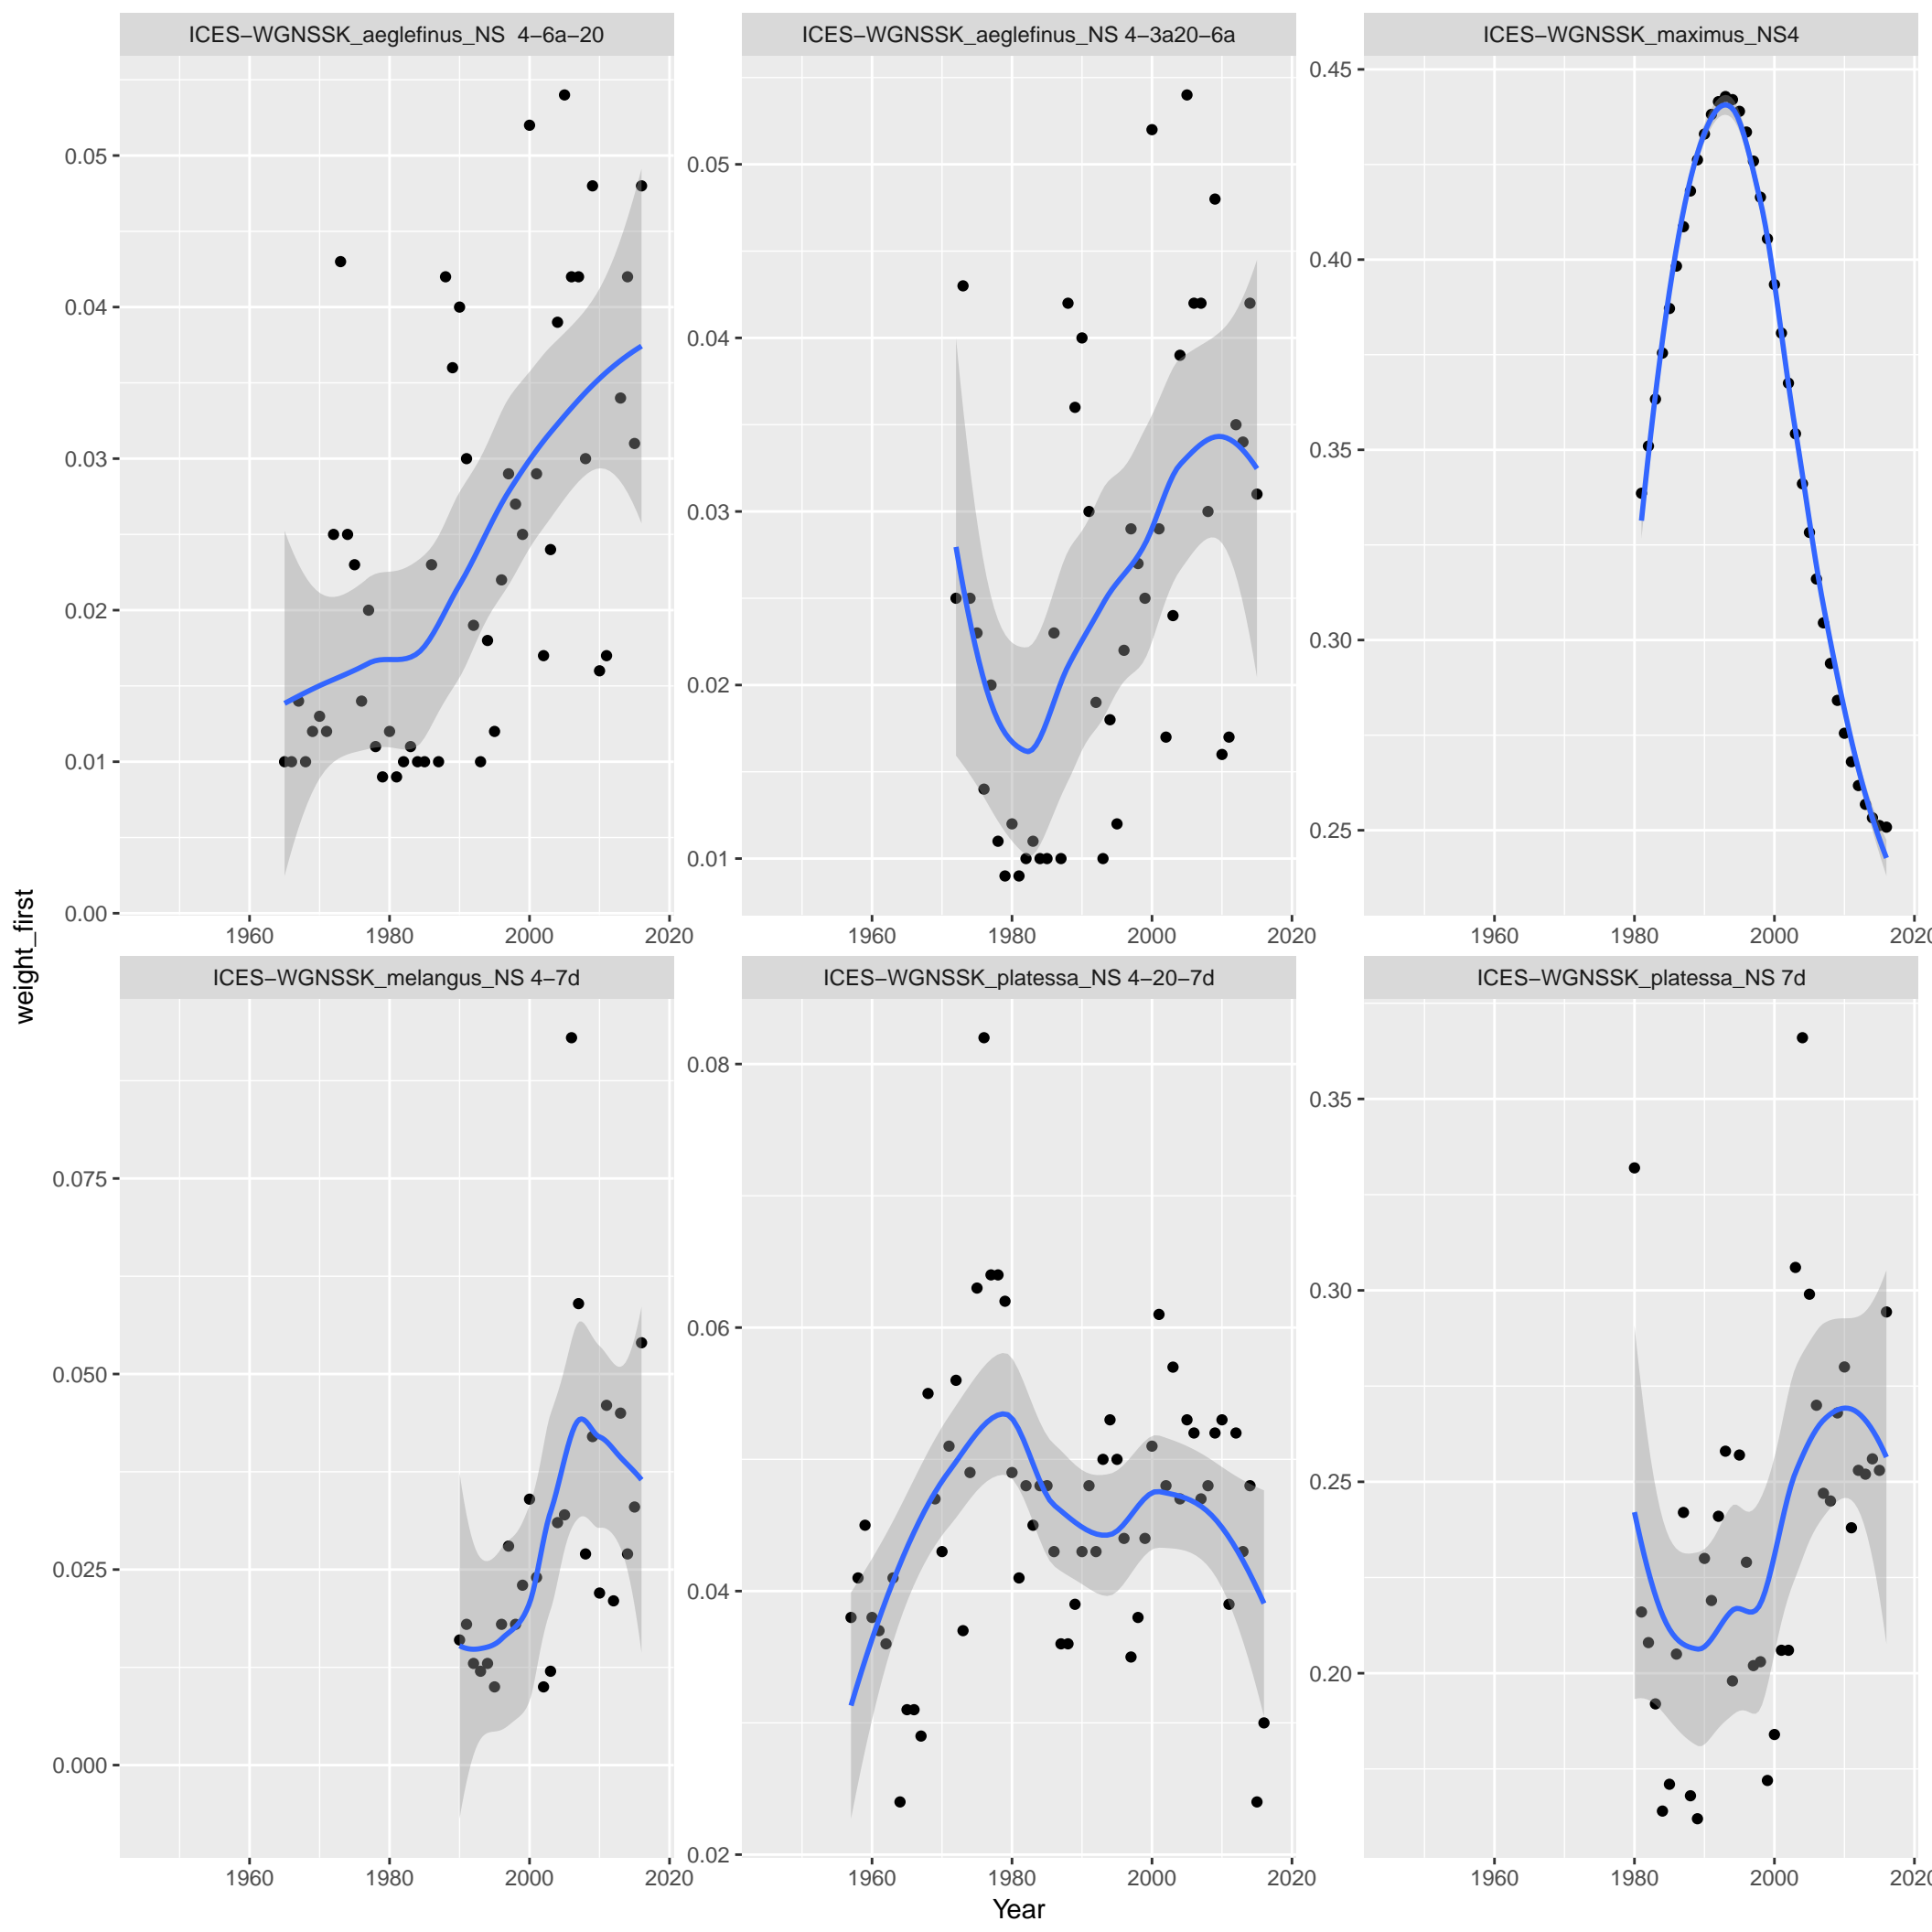 ICES−WGNSSK_aeglefinus_NS  4−6a−20
ICES−WGNSSK_aeglefinus_NS 4−3a20−6a
ICES−WGNSSK_maximus_NS4
0.05
0.04
0.03
0.02
0.01
0.00
0.05
0.04
0.03
0.02
0.01
0.45
0.40
0.35
0.30
0.25
1960 1980 2000 2020
1960 1980 2000 2020
1960 1980 2000 2020
weight_first
ICES−WGNSSK_melangus_NS 4−7d
ICES−WGNSSK_platessa_NS 4−20−7d
ICES−WGNSSK_platessa_NS 7d
0.075
0.050
0.025
0.000
0.08
0.06
0.04
0.02
0.35
0.30
0.25
0.20
1960 1980 2000 2020
1960 1980 2000 2020
1960 1980 2000 202
Year